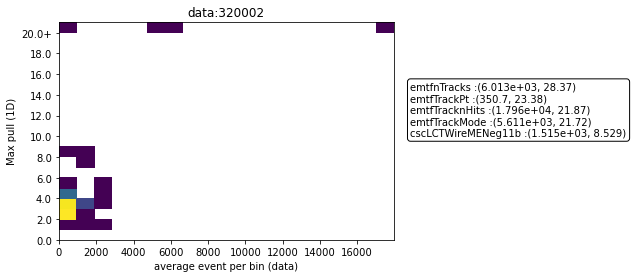 data:320002
20.0+
18.0
16.0
14.0
12.0
10.0
8.0
6.0
4.0
2.0
0.0
Max pull (1D)
0 2000 4000 6000 8000 10000 12000 14000 16000
average event per bin (data)
emtfnTracks :(6.013e+03, 28.37)
emtfTrackPt :(350.7, 23.38)
emtfTracknHits :(1.796e+04, 21.87)
emtfTrackMode :(5.611e+03, 21.72)
cscLCTWireMENeg11b :(1.515e+03, 8.529)